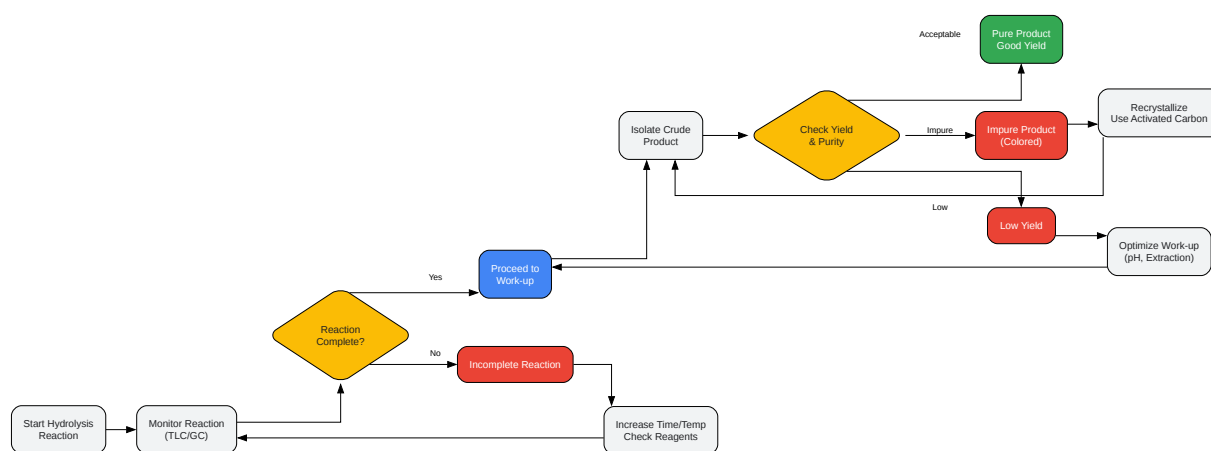 Acceptable
Pure Product
Good Yield
Isolate Crude
Product
Check Yield
& Purity
Impure
Impure Product
(Colored)
Recrystallize
Use Activated Carbon
Low
Low Yield
Optimize Work-up
(pH, Extraction)
Yes
Proceed to
Work-up
Reaction
Complete?
No
Incomplete Reaction
Start Hydrolysis
Reaction
Monitor Reaction
(TLC/GC)
Increase Time/Temp
Check Reagents